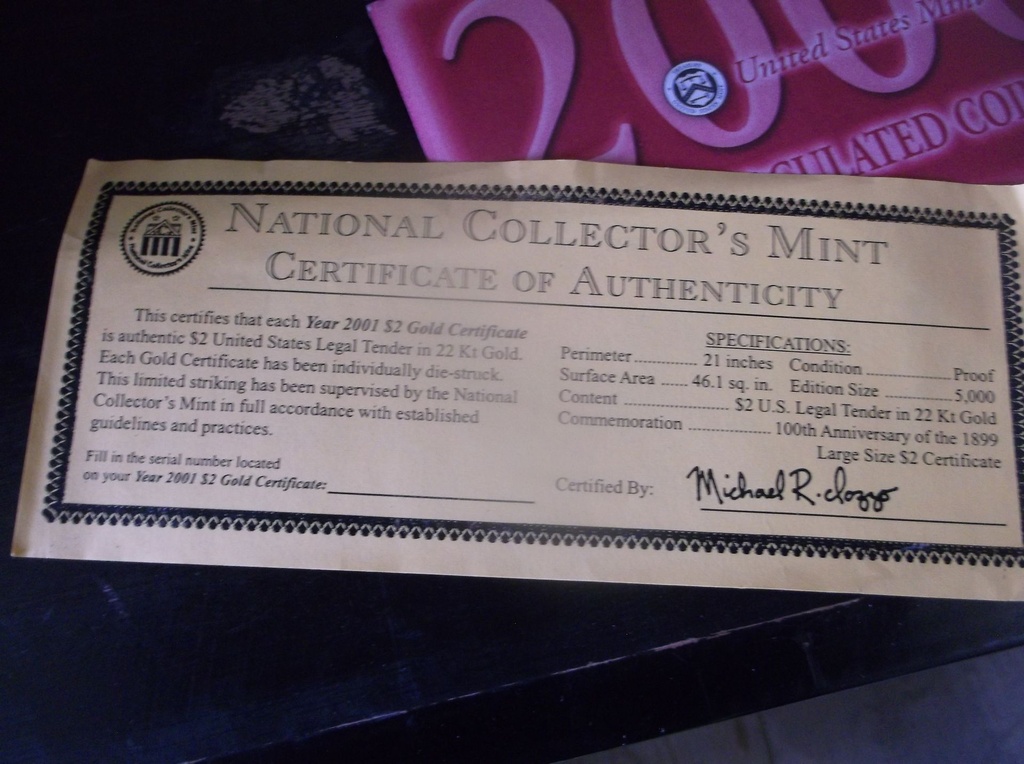 200
United States Mint
CULATED COI
NATIONAL COLLECTOR'S MINT
CERTIFICATE OF AUTHENTICITY
This certifies that each Year 2001 $2 Gold Certificate
is authentic $2 United States Legal Tender in 22 Kt Gold.
Each Gold Certificate has been individually die-struck.
This limited striking has been supervised by the National
Collector's Mint in full accordance with established
guidelines and practices.
Fill in the serial number located
on your Year 2001 $2 Gold Certificate:
SPECIFICATIONS:
Perimeter............ 21 inches Condition ................Proof
Surface Area ...... 46.1 sq. in. Edition Size ............. 5,000
Content ..................... $2 U.S. Legal Tender in 22 Kt Gold
Commemoration ................ 100th Anniversary of the 1899
Large Size $2 Certificate
Certified By: Michael R.